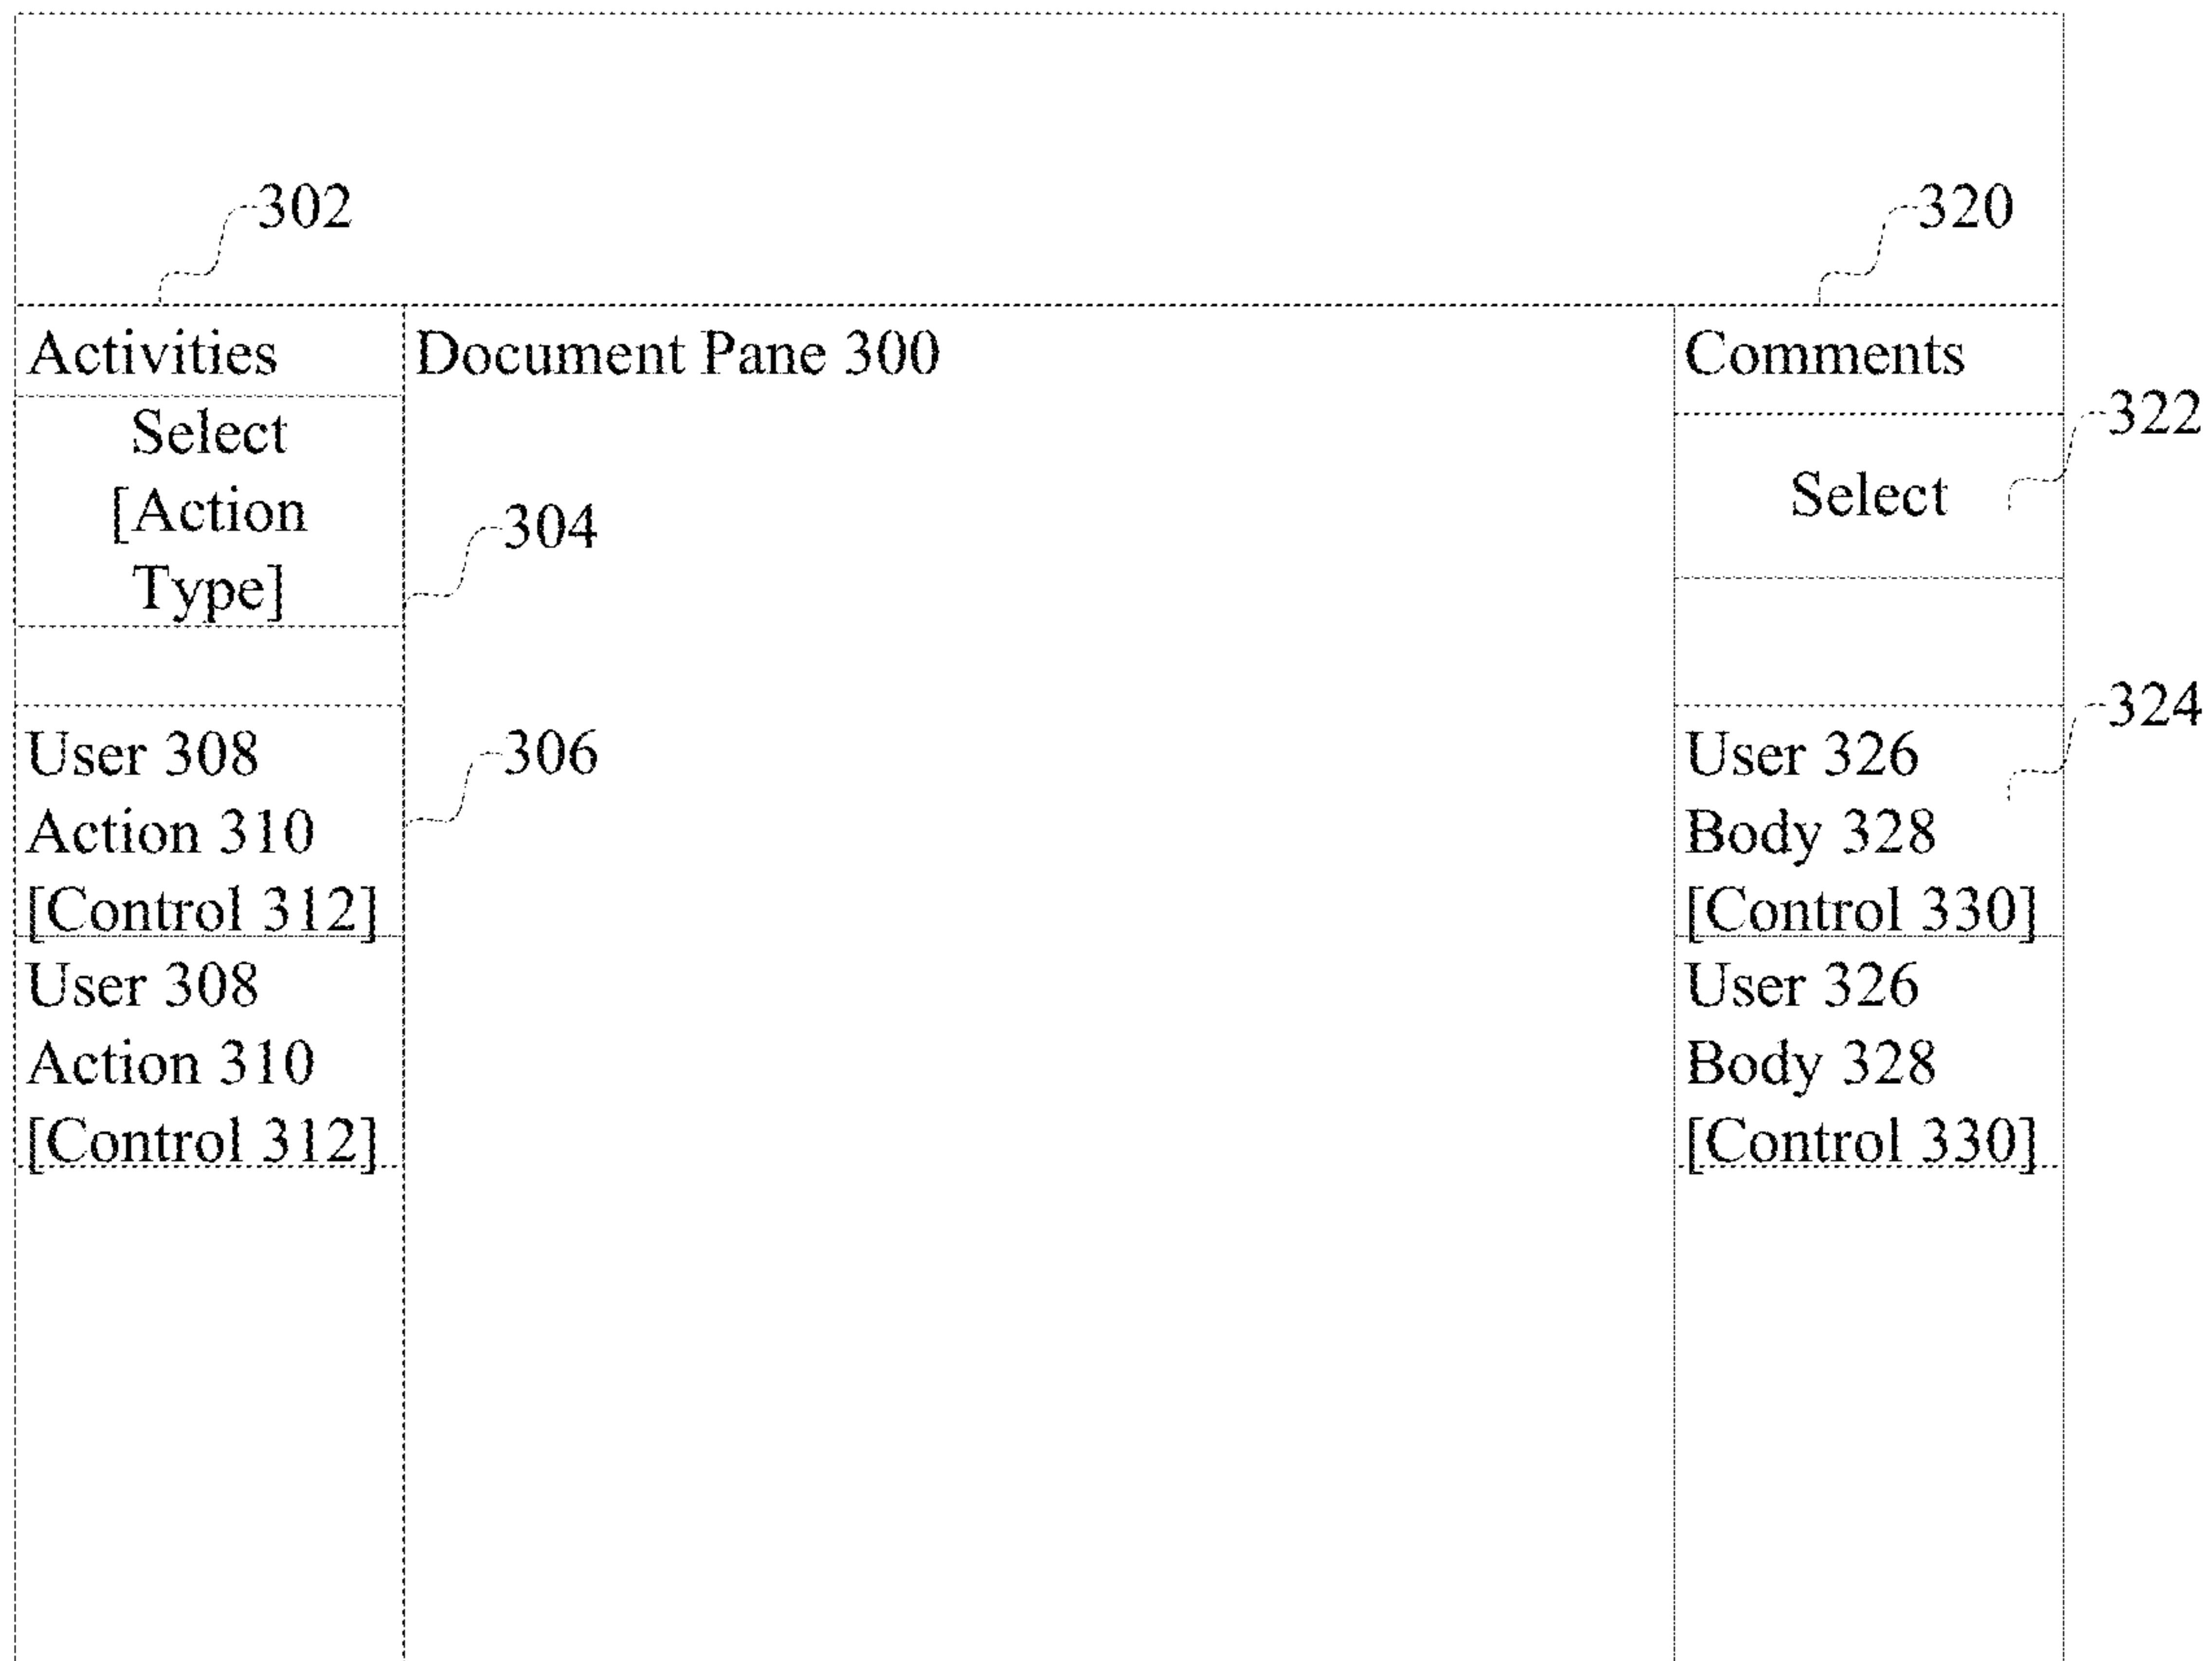 302
320
Activities
Document Pane 300
Comments
Select
[Action
Type]
304
Select
322
User 308
Action 310
[Control 312]
306
User 308
Action 310
[Control 312]
User 326
Body 328
[Control 330]
324
User 326
Body 328
[Control 330]